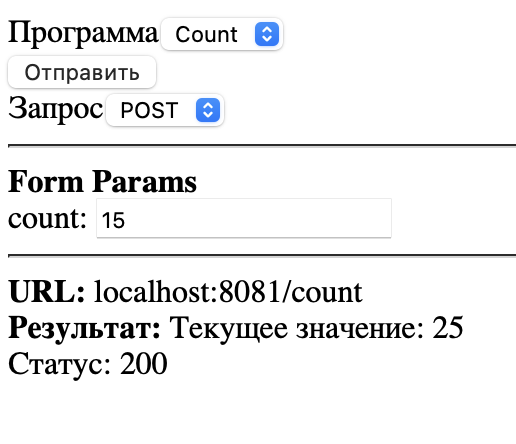 Программа Count
Отправить
Запрос POST
Form Params
count: 15
URL: localhost:8081/count
Результат: Текущее значение: 25
Статус: 200